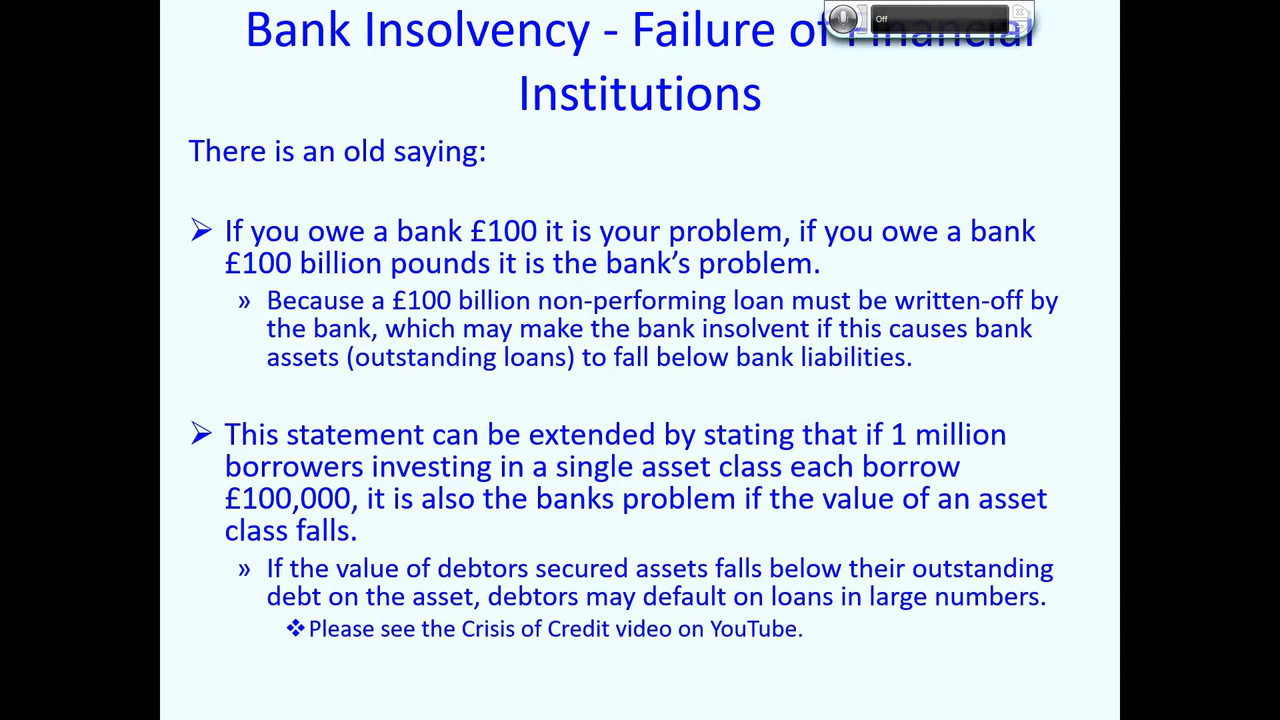 Bank Insolvency - Failure of Financial
Institutions
Off
There is an old saying:
➢ If you owe a bank £100 it is your problem, if you owe a bank
£100 billion pounds it is the bank’s problem.
» Because a £100 billion non-performing loan must be written-off by
the bank, which may make the bank insolvent if this causes bank
assets (outstanding loans) to fall below bank liabilities.
➢ This statement can be extended by stating that if 1 million
borrowers investing in a single asset class each borrow
£100,000, it is also the banks problem if the value of an asset
class falls.
» If the value of debtors secured assets falls below their outstanding
debt on the asset, debtors may default on loans in large numbers.
❖ Please see the Crisis of Credit video on YouTube.